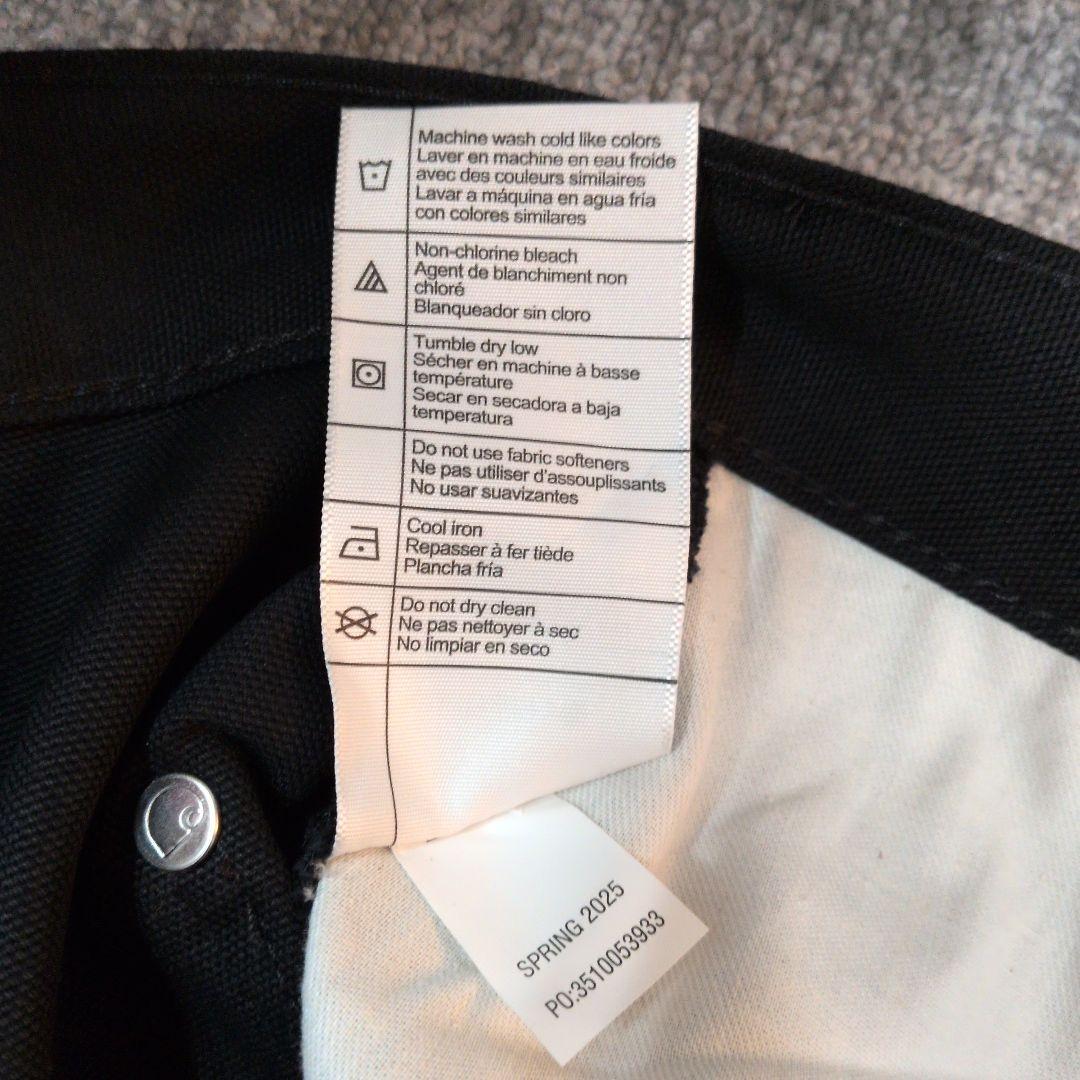 Machine wash cold like colors
Laver en machine en eau froide
avec des couleurs similaires
Lavar a máquina en agua fría
con colores similares
Non-chlorine bleach
Agent de blanchiment non
chloré
Blanqueador sin cloro
Tumble dry low
Sécher en machine à basse
température
Secar en secadora a baja
temperatura
Do not use fabric softeners
Ne pas utiliser d'assouplissants
No usar suavizantes
Cool iron
Repasser à fer tiède
Plancha fría
Do not dry clean
Ne pas nettoyer à sec
No limpiar en seco
SPRING 2025
PO:3510053933